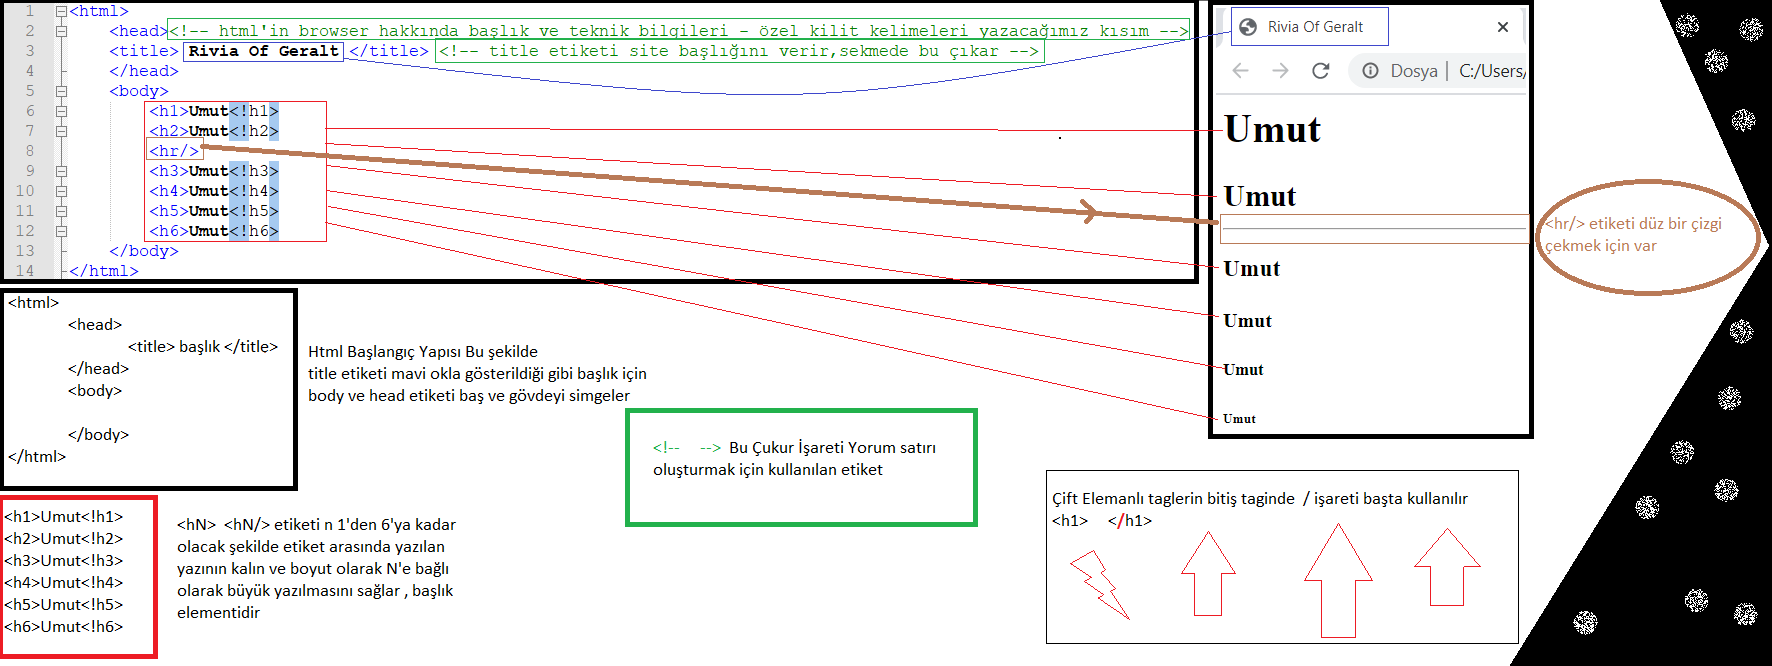 1 <html>
2 <head><!-- html'in browser hakkında başlık ve teknik bilgileri - özel kilit kelimeleri yazacağımız kısım -->
3 <title> Rivia Of Geralt </title> <!-- title etiketi site başlığını verir,sekmede bu çıkar -->
4 </head>
5 <body>
6 <h1>Umut<!h1>
7 <h2>Umut<!h2>
8 <hr/>
9 <h3>Umut<!h3>
10 <h4>Umut<!h4>
11 <h5>Umut<!h5>
12 <h6>Umut<!h6>
13 </body>
14 </html>
Rivia Of Geralt
Dosya | C:/Users/
Umut
Umut
Umut
Umut
Umut
Umut
<hr/> etiketi düz bir çizgi
çekmek için var
<html>
<head>
<title> başlık </title>
</head>
<body>
</body>
</html>
Html Başlangıç Yapısı Bu şekilde
title etiketi mavi okla gösterildiği gibi başlık için
body ve head etiketi baş ve gövdeyi simgeler
<!-- --> Bu Çukur İşareti Yorum satırı
oluşturmak için kullanılan etiket
<h1>Umut<!h1>
<h2>Umut<!h2>
<h3>Umut<!h3>
<h4>Umut<!h4>
<h5>Umut<!h5>
<h6>Umut<!h6>
<hN> <hN/> etiketi n 1'den 6'ya kadar
olacak şekilde etiket arasında yazılan
yazının kalın ve boyut olarak N'e bağlı
olarak büyük yazılmasını sağlar , başlık
elementidir
Çift Elemanlı taglerin bitiş taginde / işareti başta kullanılır
<h1> </h1>